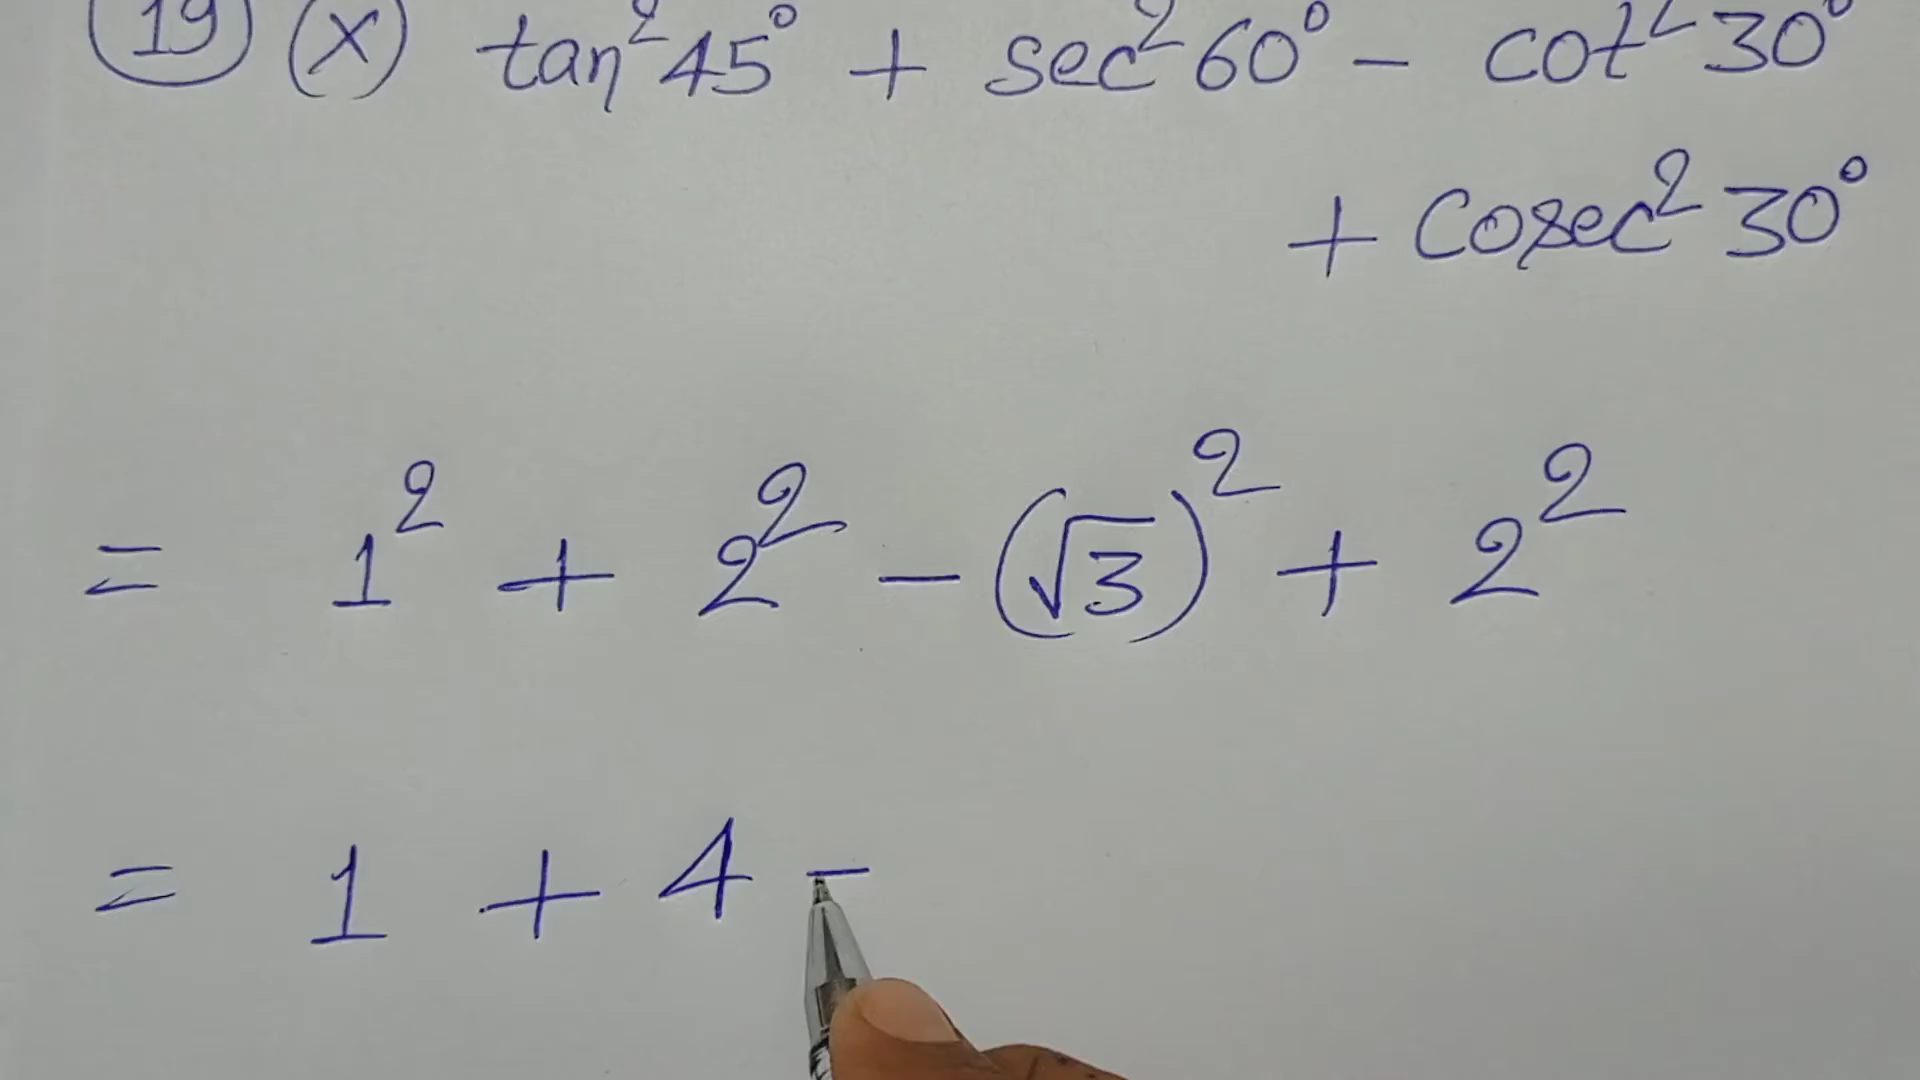 19 (x) tan²45° + sec²60° - cot²30°
+ cosec²30°
= 1² + 2² - (√3)² + 2²
= 1 + 4 -